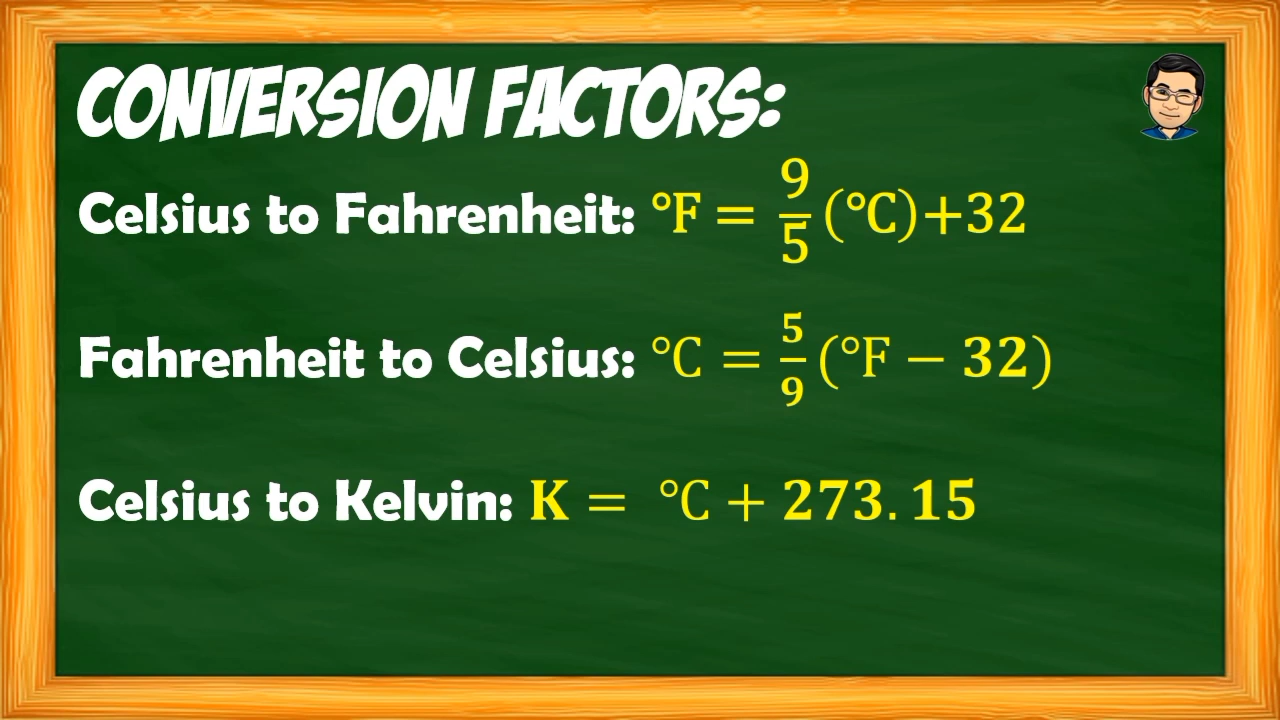 CONVERSION FACTORS:
Celsius to Fahrenheit: °F = 9/5 (°C)+32
Fahrenheit to Celsius: °C = 5/9 (°F − 32)
Celsius to Kelvin: K = °C + 273.15